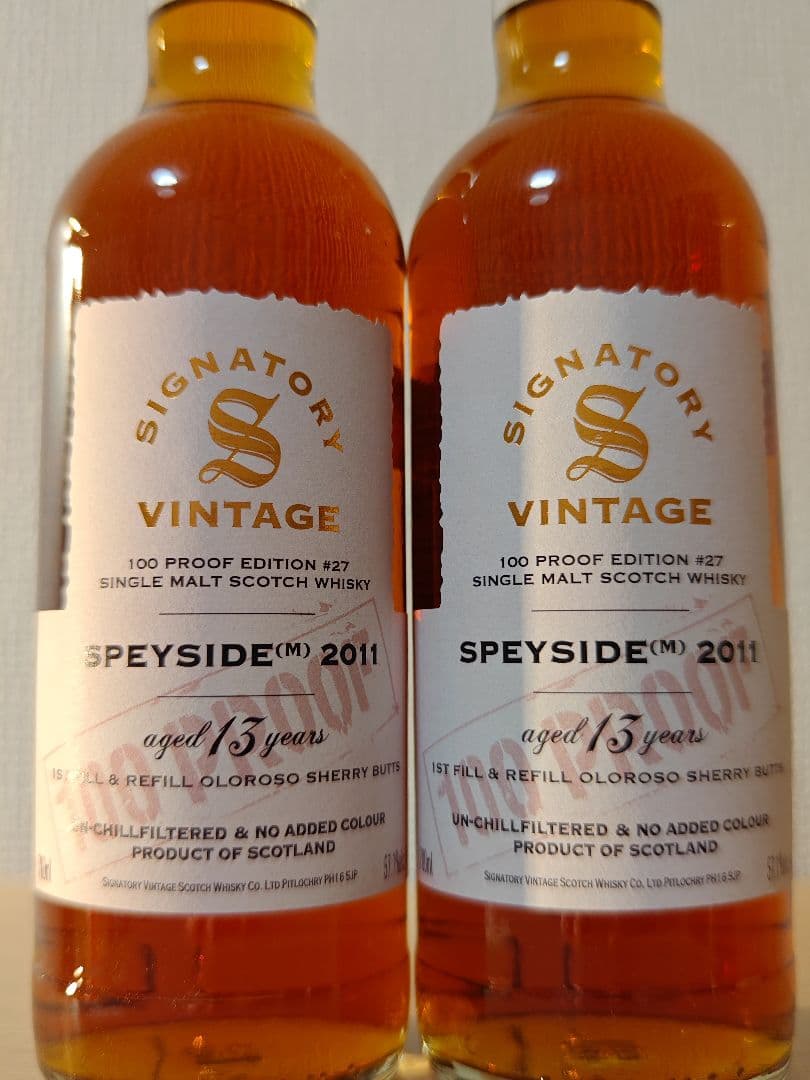 SIGNATORY
S
VINTAGE
100 PROOF EDITION #27
SINGLE MALT SCOTCH WHISKY
SPEYSIDE(M) 2011
100 PROOF
aged 13 years
1ST FILL & REFILL OLOROSO SHERRY BUTTS
UN-CHILLFILTERED & NO ADDED COLOUR
PRODUCT OF SCOTLAND
SIGNATORY VINTAGE SCOTCH WHISKY CO. LTD PITLOCHRY PH16 5JP
57.1%
SIGNATORY
S
VINTAGE
100 PROOF EDITION #27
SINGLE MALT SCOTCH WHISKY
SPEYSIDE(M) 2011
100 PROOF
aged 13 years
1ST FILL & REFILL OLOROSO SHERRY BUTTS
UN-CHILLFILTERED & NO ADDED COLOUR
PRODUCT OF SCOTLAND
SIGNATORY VINTAGE SCOTCH WHISKY CO. LTD PITLOCHRY PH16 5JP
57.1%